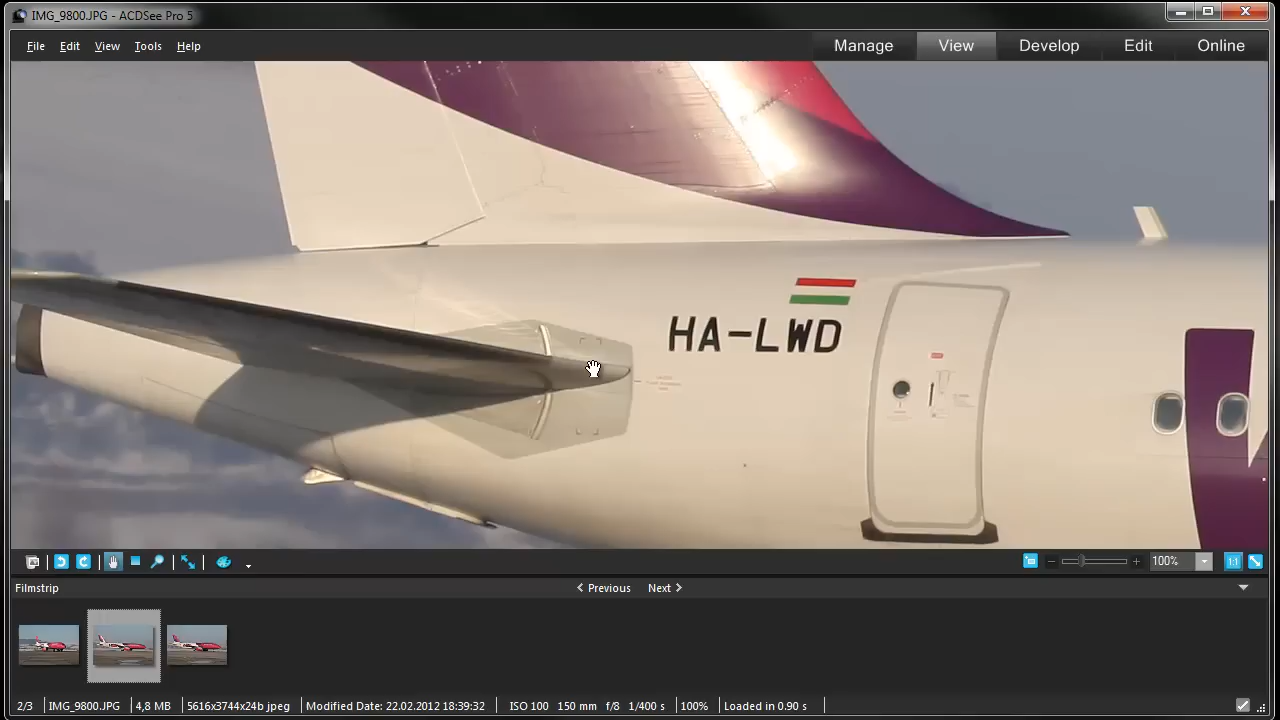 IMG_9800.JPG - ACDSee Pro 5
File Edit View Tools Help
Manage View Develop Edit Online
HA-LWD
100%
Filmstrip
Previous Next
2/3 IMG_9800.JPG 4,8 MB 5616x3744x24b jpeg Modified Date: 22.02.2012 18:39:32 ISO 100 150 mm f/8 1/400 s 100% Loaded in 0.90 s